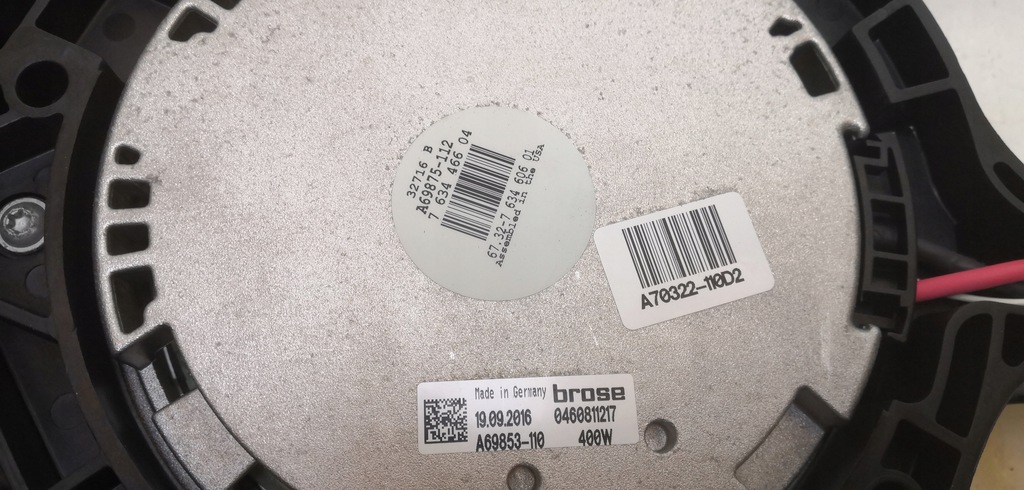 32716 B
A69875-112
7 634 466 04
67.32-7 634 606 01
Assembled in the USA
A70322-110D2
Made in Germany brose
19.09.2016 0460811217
A69853-110 400W